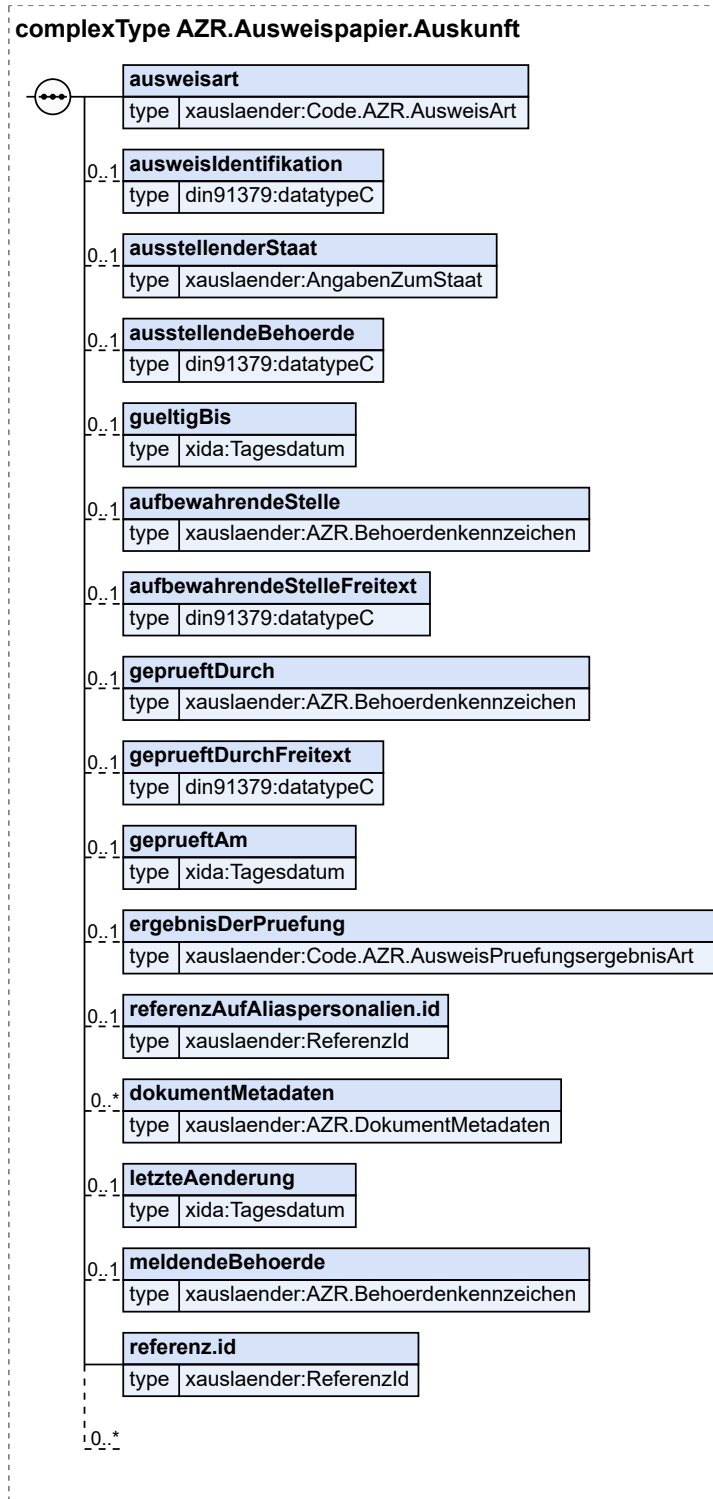 complexType AZR.Ausweispapier.Auskunft
ausweisart
type xauslaender:Code.AZR.AusweisArt
0..1 ausweisIdentifikation
type din91379:datatypeC
0..1 ausstellenderStaat
type xauslaender:AngabenZumStaat
0..1 ausstellendeBehoerde
type din91379:datatypeC
0..1 gueltigBis
type xida:Tagesdatum
0..1 aufbewahrendeStelle
type xauslaender:AZR.Behoerdenkennzeichen
0..1 aufbewahrendeStelleFreitext
type din91379:datatypeC
0..1 geprueftDurch
type xauslaender:AZR.Behoerdenkennzeichen
0..1 geprueftDurchFreitext
type din91379:datatypeC
0..1 geprueftAm
type xida:Tagesdatum
0..1 ergebnisDerPruefung
type xauslaender:Code.AZR.AusweisPruefungsergebnisArt
0..1 referenzAufAliaspersonalien.id
type xauslaender:ReferenzId
0..* dokumentMetadaten
type xauslaender:AZR.DokumentMetadaten
0..1 letzteAenderung
type xida:Tagesdatum
0..1 meldendeBehoerde
type xauslaender:AZR.Behoerdenkennzeichen
referenz.id
type xauslaender:ReferenzId
0..*